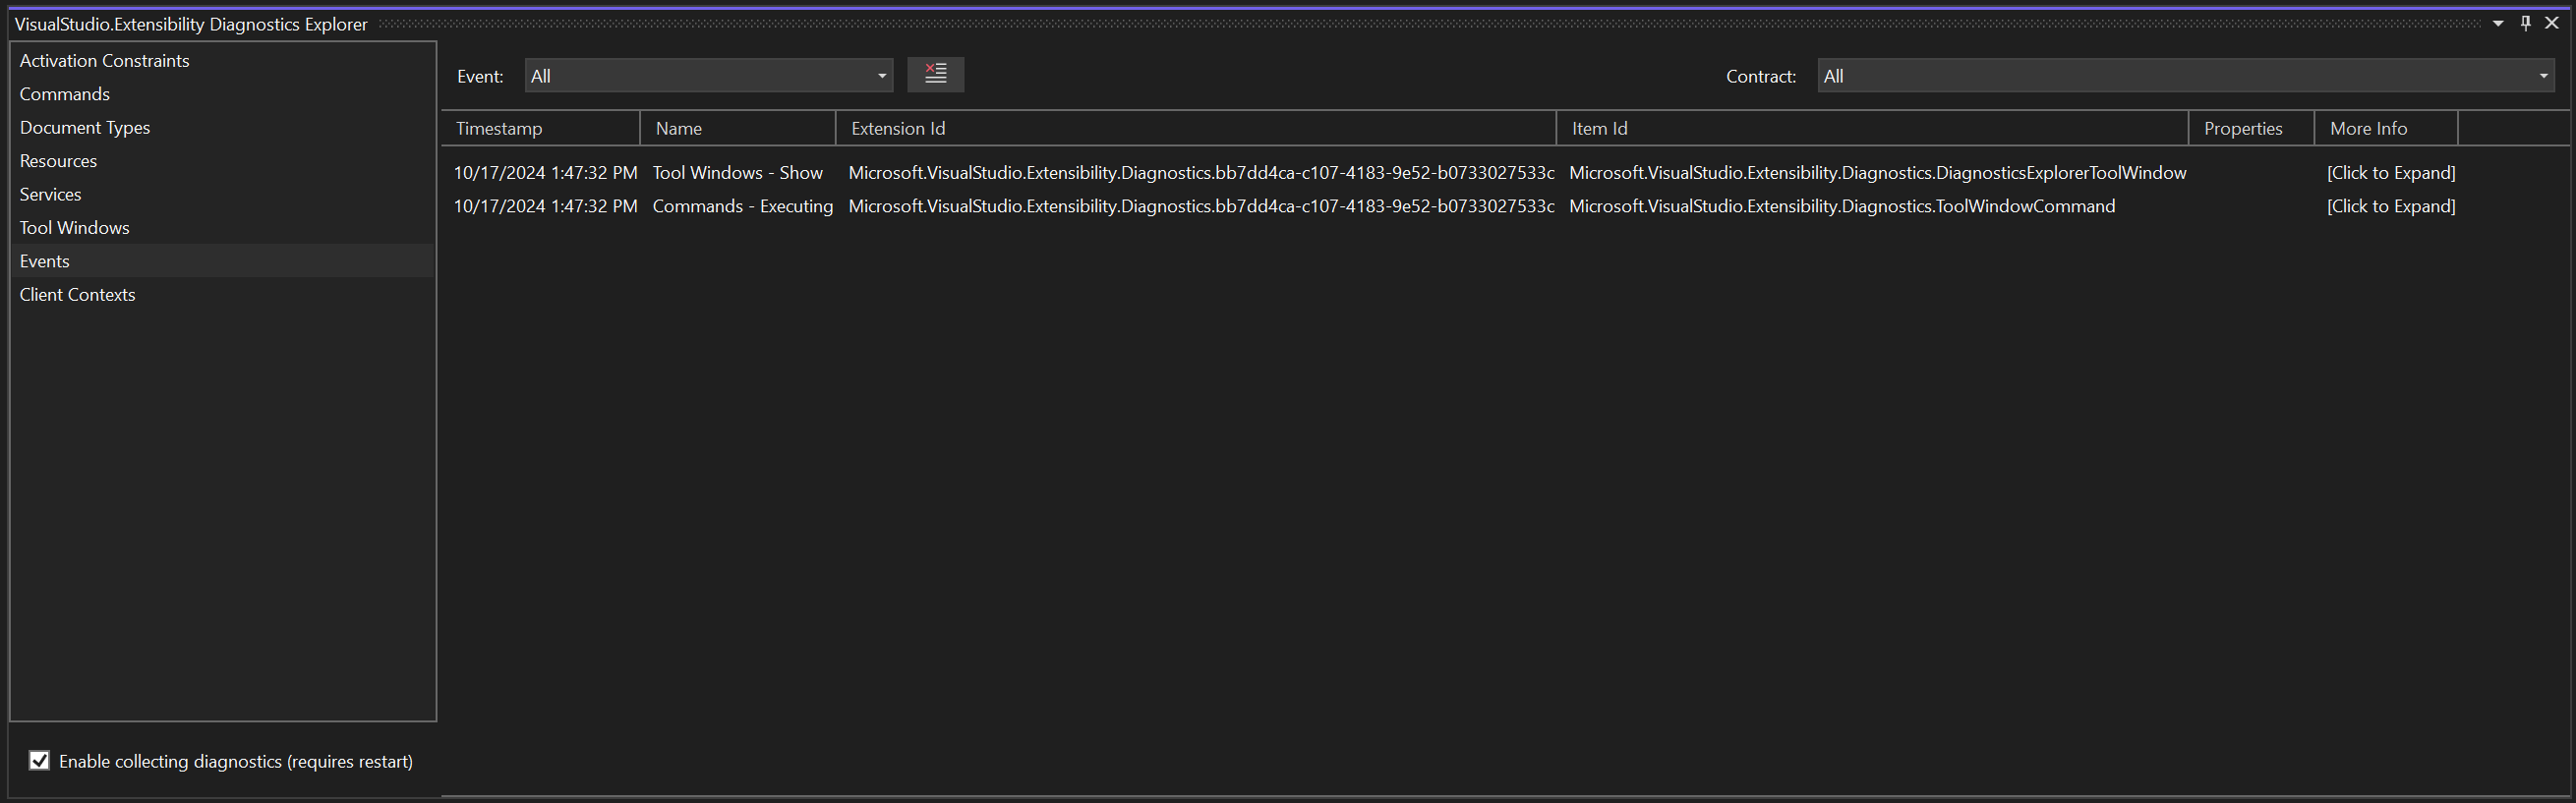 VisualStudio.Extensibility Diagnostics Explorer
Activation Constraints
Commands
Document Types
Resources
Services
Tool Windows
Events
Client Contexts
Enable collecting diagnostics (requires restart)
Event: All Contract: All
Timestamp Name Extension Id Item Id Properties More Info
10/17/2024 1:47:32 PM Tool Windows - Show Microsoft.VisualStudio.Extensibility.Diagnostics.bb7dd4ca-c107-4183-9e52-b0733027533c Microsoft.VisualStudio.Extensibility.Diagnostics.DiagnosticsExplorerToolWindow [Click to Expand]
10/17/2024 1:47:32 PM Commands - Executing Microsoft.VisualStudio.Extensibility.Diagnostics.bb7dd4ca-c107-4183-9e52-b0733027533c Microsoft.VisualStudio.Extensibility.Diagnostics.ToolWindowCommand [Click to Expand]